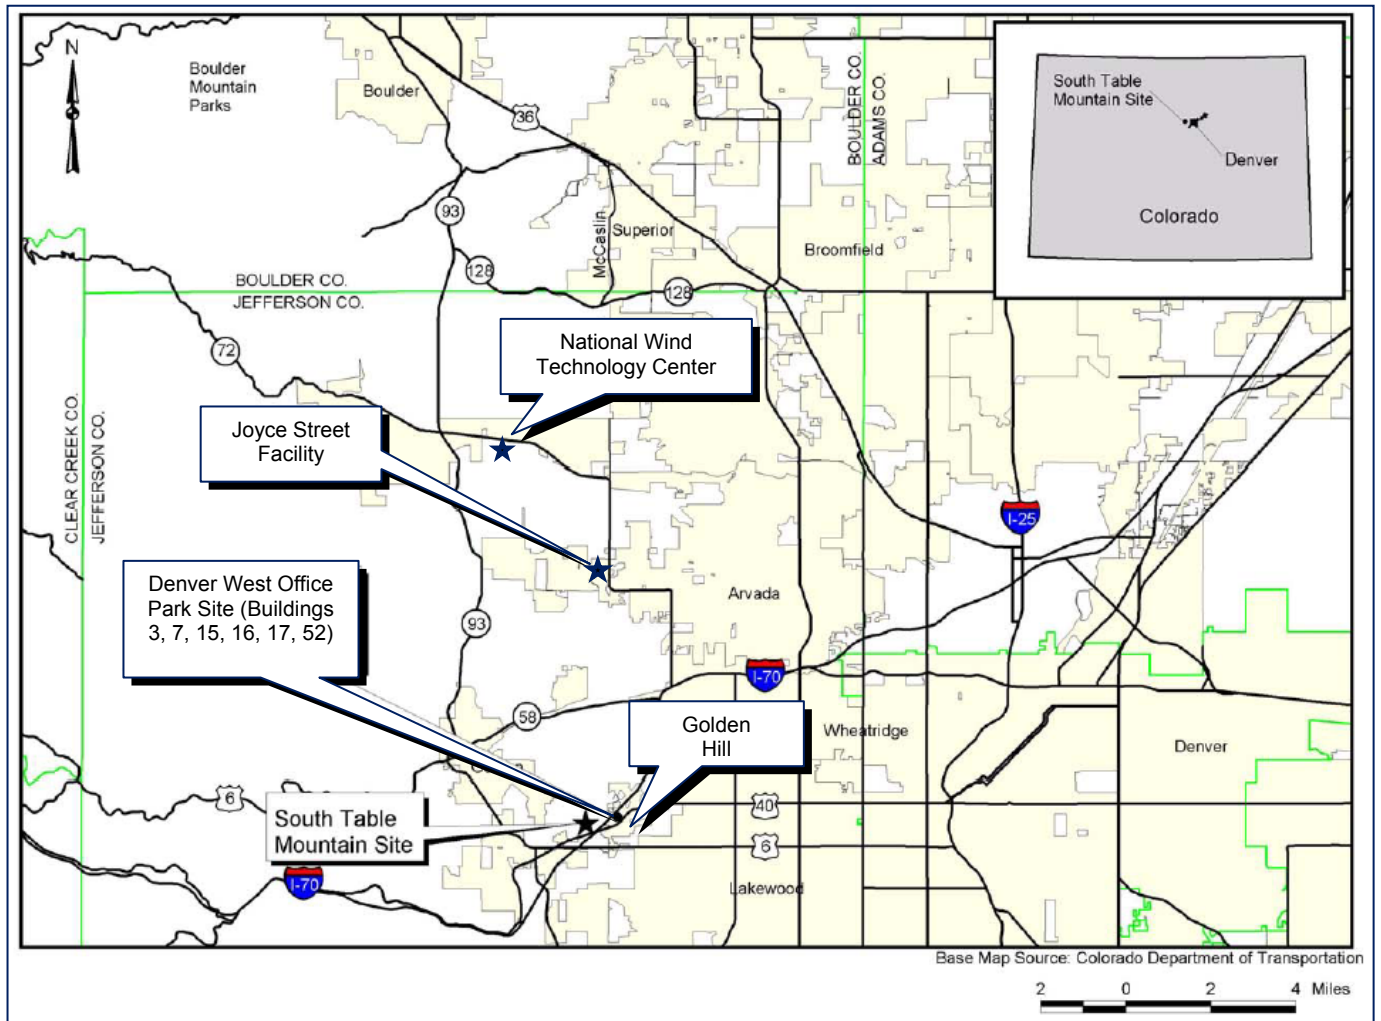 N
Boulder
Mountain
Parks
Boulder
36
BOULDER CO.
ADAMS CO.
South Table
Mountain Site
Denver
Colorado
93
McCaslin
Superior
Broomfield
128
128
BOULDER CO.
JEFFERSON CO.
72
National Wind
Technology Center
CLEAR CREEK CO.
JEFFERSON CO.
Joyce Street
Facility
I-25
Denver West Office
Park Site (Buildings
3, 7, 15, 16, 17, 52)
Arvada
93
I-70
58
Golden
Hill
Wheatridge
Denver
6
40
South Table
Mountain Site
6
I-70
Lakewood
Base Map Source: Colorado Department of Transportation
2 0 2 4 Miles